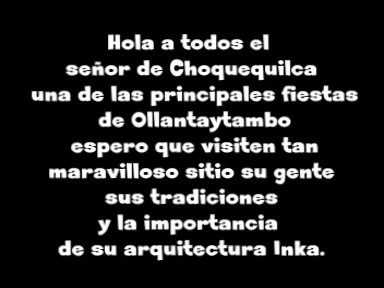 Hola a todos el
señor de Choquequilca
una de las principales fiestas
de Ollantaytambo
espero que visiten tan
maravilloso sitio su gente
sus tradiciones
y la importancia
de su arquitectura Inka.